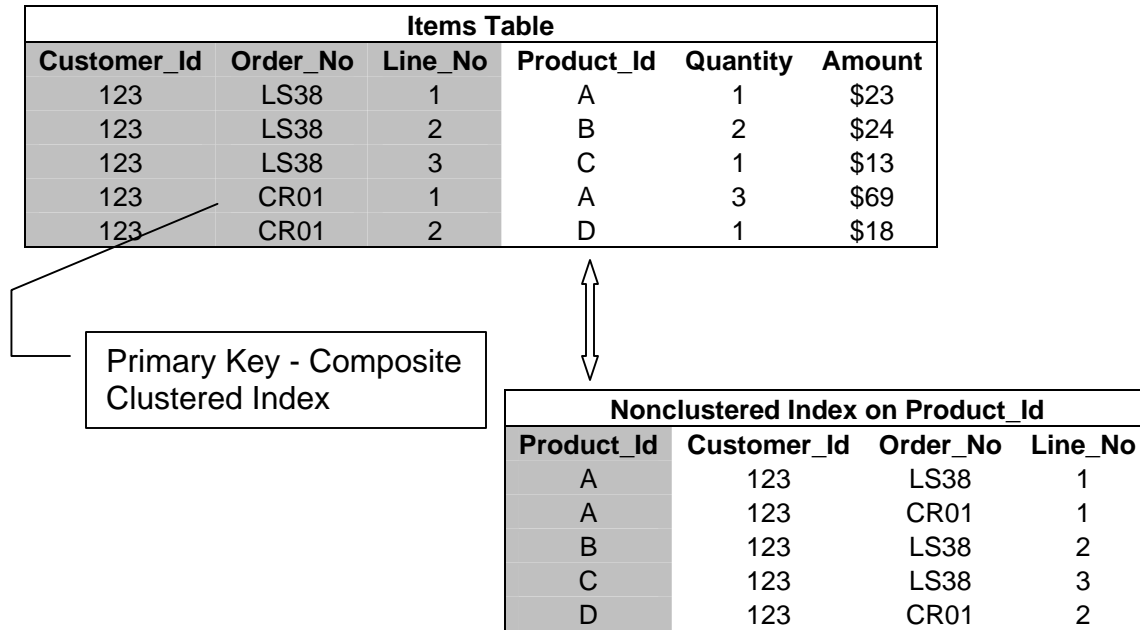 Items Table
Customer_Id Order_No Line_No Product_Id Quantity Amount
123 LS38 1 A 1 $23
123 LS38 2 B 2 $24
123 LS38 3 C 1 $13
123 CR01 1 A 3 $69
123 CR01 2 D 1 $18
Primary Key - Composite
Clustered Index
Nonclustered Index on Product_Id
Product_Id Customer_Id Order_No Line_No
A 123 LS38 1
A 123 CR01 1
B 123 LS38 2
C 123 LS38 3
D 123 CR01 2